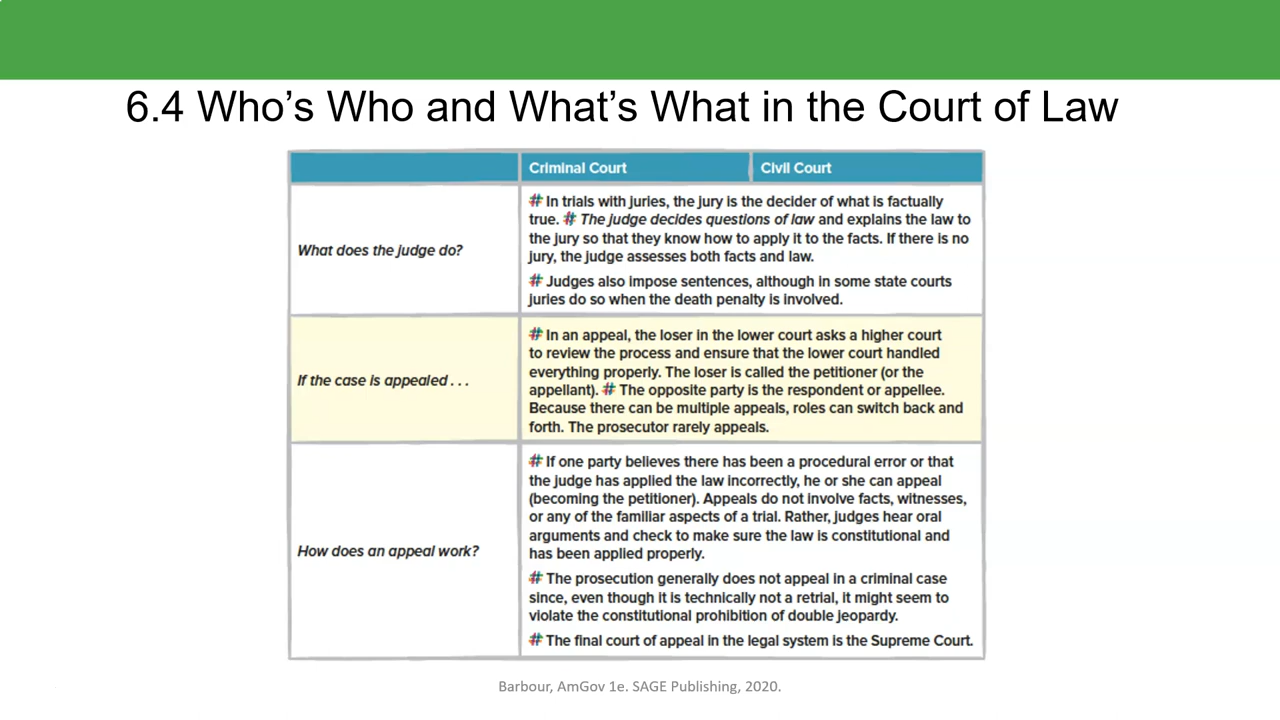 6.4 Who’s Who and What’s What in the Court of Law
Criminal Court
Civil Court
What does the judge do?
# In trials with juries, the jury is the decider of what is factually
true. # The judge decides questions of law and explains the law to
the jury so that they know how to apply it to the facts. If there is no
jury, the judge assesses both facts and law.
# Judges also impose sentences, although in some state courts
juries do so when the death penalty is involved.
If the case is appealed . . .
# In an appeal, the loser in the lower court asks a higher court
to review the process and ensure that the lower court handled
everything properly. The loser is called the petitioner (or the
appellant). # The opposite party is the respondent or appellee.
Because there can be multiple appeals, roles can switch back and
forth. The prosecutor rarely appeals.
How does an appeal work?
# If one party believes there has been a procedural error or that
the judge has applied the law incorrectly, he or she can appeal
(becoming the petitioner). Appeals do not involve facts, witnesses,
or any of the familiar aspects of a trial. Rather, judges hear oral
arguments and check to make sure the law is constitutional and
has been applied properly.
# The prosecution generally does not appeal in a criminal case
since, even though it is technically not a retrial, it might seem to
violate the constitutional prohibition of double jeopardy.
# The final court of appeal in the legal system is the Supreme Court.
Barbour, AmGov 1e. SAGE Publishing, 2020.